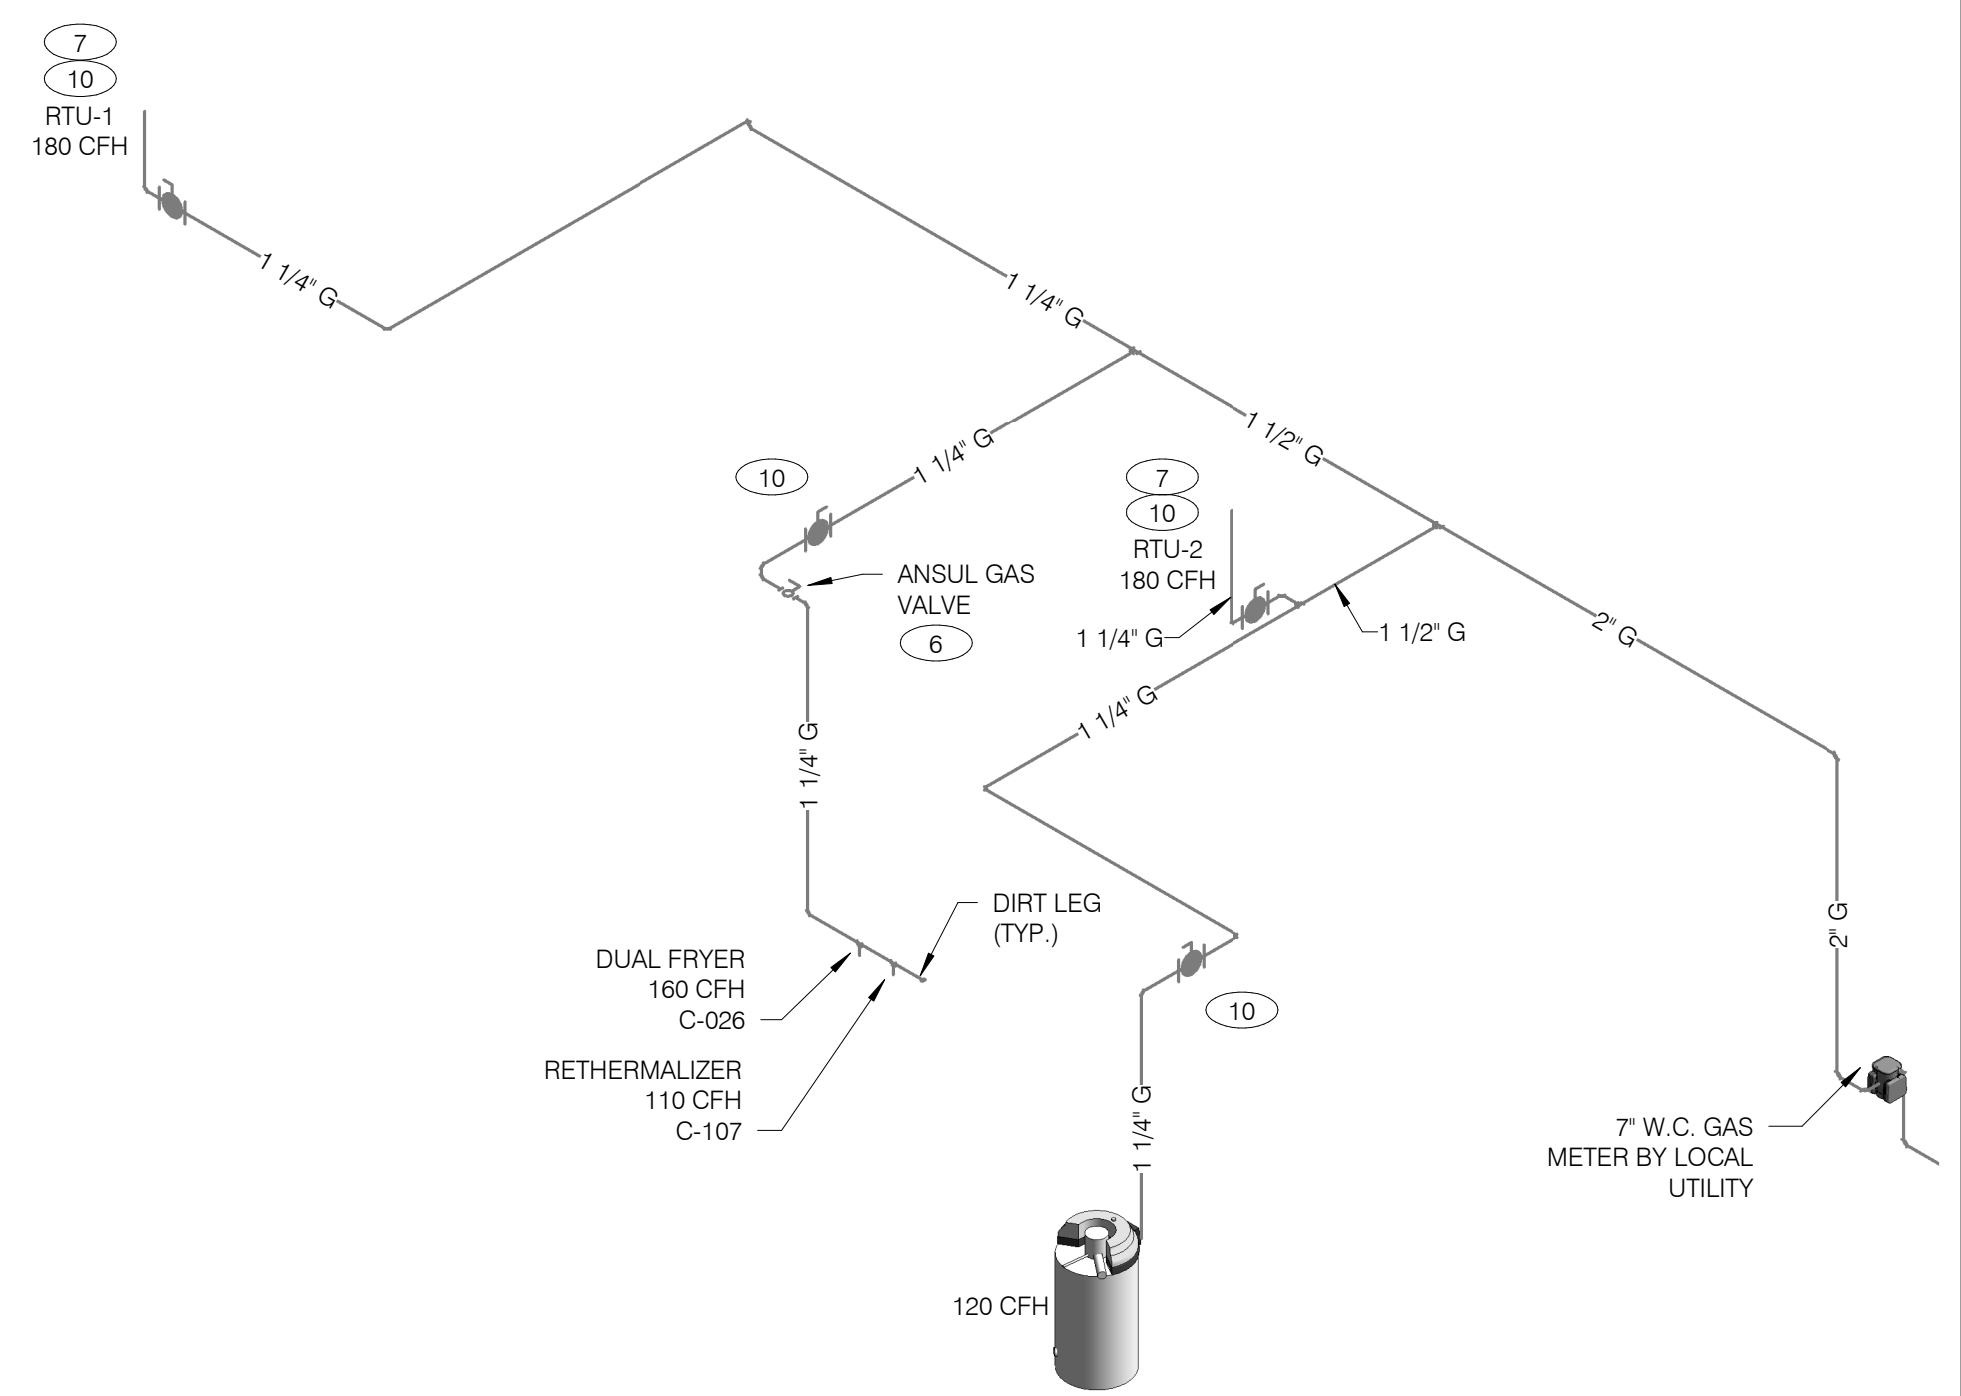 7
10
RTU-1
180 CFH
1 1/4" G
1 1/4" G
1 1/2" G
1 1/4" G
10
7
10
RTU-2
180 CFH
ANSUL GAS
VALVE
6
1 1/4" G
1 1/2" G
2" G
1 1/4" G
1 1/4" G
DIRT LEG
(TYP.)
2" G
DUAL FRYER
160 CFH
C-026
10
RETHERMALIZER
110 CFH
C-107
1 1/4" G
7" W.C. GAS
METER BY LOCAL
UTILITY
120 CFH